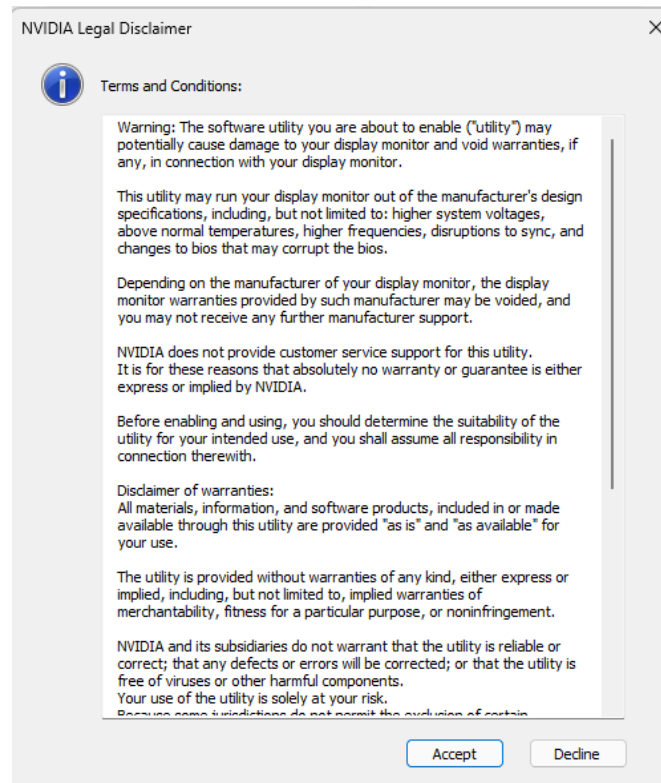 NVIDIA Legal Disclaimer
Terms and Conditions:
Warning: The software utility you are about to enable ("utility") may
potentially cause damage to your display monitor and void warranties, if
any, in connection with your display monitor.
This utility may run your display monitor out of the manufacturer's design
specifications, including, but not limited to: higher system voltages,
above normal temperatures, higher frequencies, disruptions to sync, and
changes to bios that may corrupt the bios.
Depending on the manufacturer of your display monitor, the display
monitor warranties provided by such manufacturer may be voided, and
you may not receive any further manufacturer support.
NVIDIA does not provide customer service support for this utility.
It is for these reasons that absolutely no warranty or guarantee is either
express or implied by NVIDIA.
Before enabling and using, you should determine the suitability of the
utility for your intended use, and you shall assume all responsibility in
connection therewith.
Disclaimer of warranties:
All materials, information, and software products, included in or made
available through this utility are provided "as is" and "as available" for
your use.
The utility is provided without warranties of any kind, either express or
implied, including, but not limited to, implied warranties of
merchantability, fitness for a particular purpose, or noninfringement.
NVIDIA and its subsidiaries do not warrant that the utility is reliable or
correct; that any defects or errors will be corrected; or that the utility is
free of viruses or other harmful components.
Your use of the utility is solely at your risk.
Because some jurisdictions do not permit the exclusion of certain
Accept
Decline